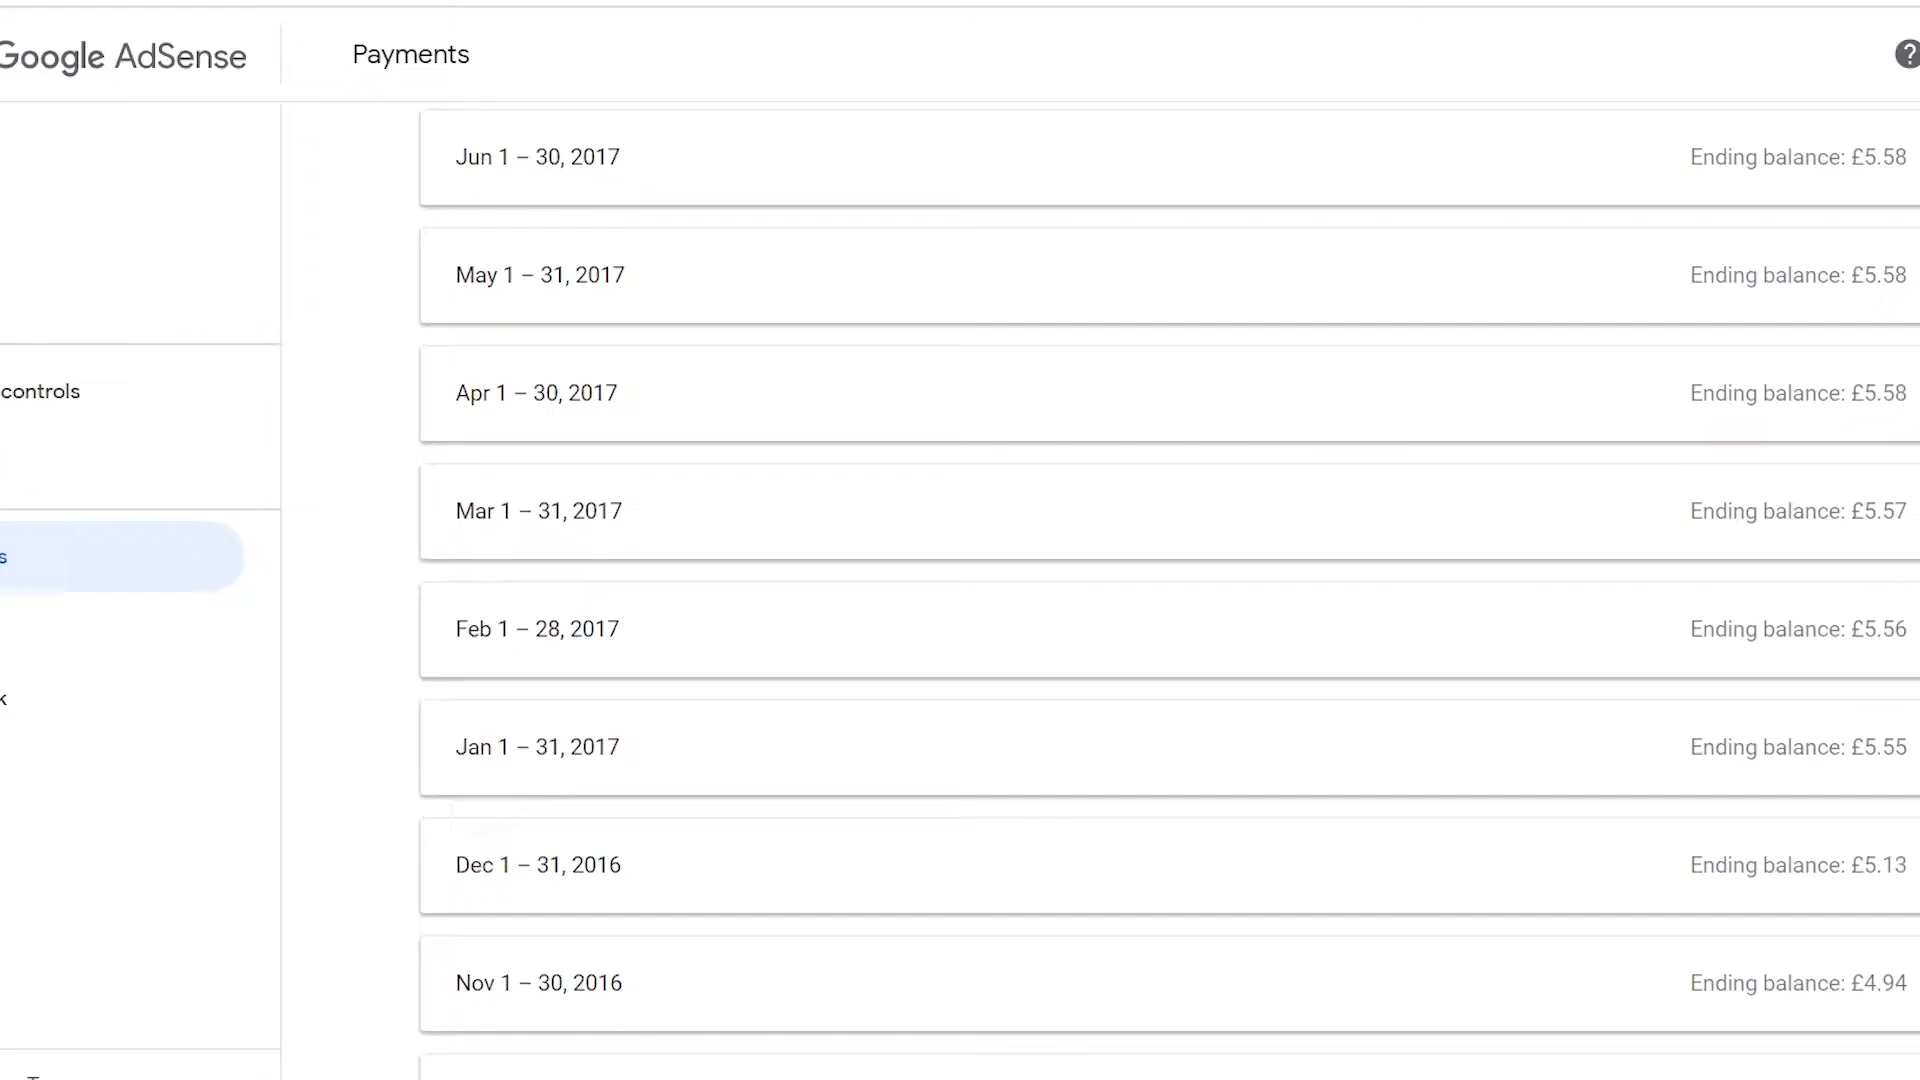 Google AdSense
Payments
Jun 1 – 30, 2017
Ending balance: £5.58
May 1 – 31, 2017
Ending balance: £5.58
Apr 1 – 30, 2017
Ending balance: £5.58
controls
Mar 1 – 31, 2017
Ending balance: £5.57
s
Feb 1 – 28, 2017
Ending balance: £5.56
k
Jan 1 – 31, 2017
Ending balance: £5.55
Dec 1 – 31, 2016
Ending balance: £5.13
Nov 1 – 30, 2016
Ending balance: £4.94